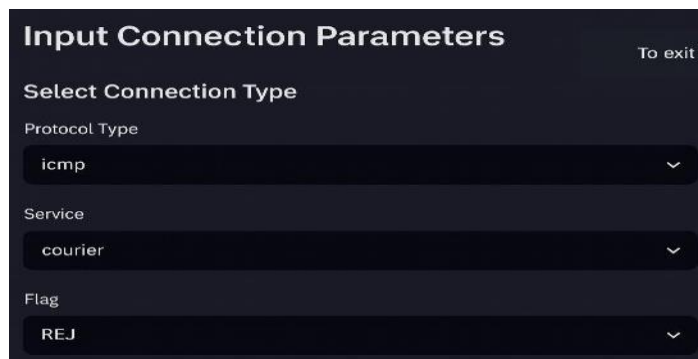 Input Connection Parameters
To exit
Select Connection Type
Protocol Type
icmp
Service
courier
Flag
REJ